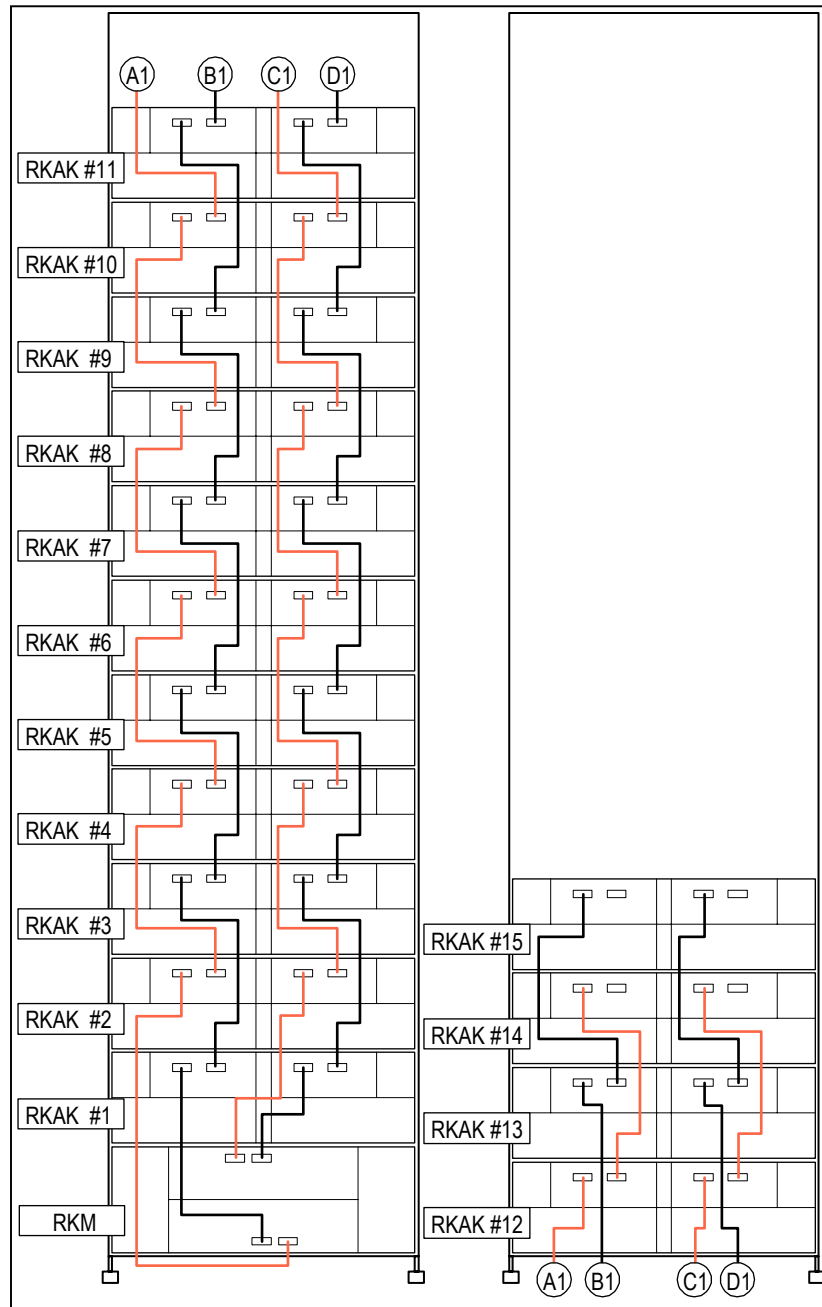 A1 B1 C1 D1
RKAK #11
RKAK #10
RKAK #9
RKAK #8
RKAK #7
RKAK #6
RKAK #5
RKAK #4
RKAK #3
RKAK #2
RKAK #1
RKM
RKAK #15
RKAK #14
RKAK #13
RKAK #12
A1 B1 C1 D1